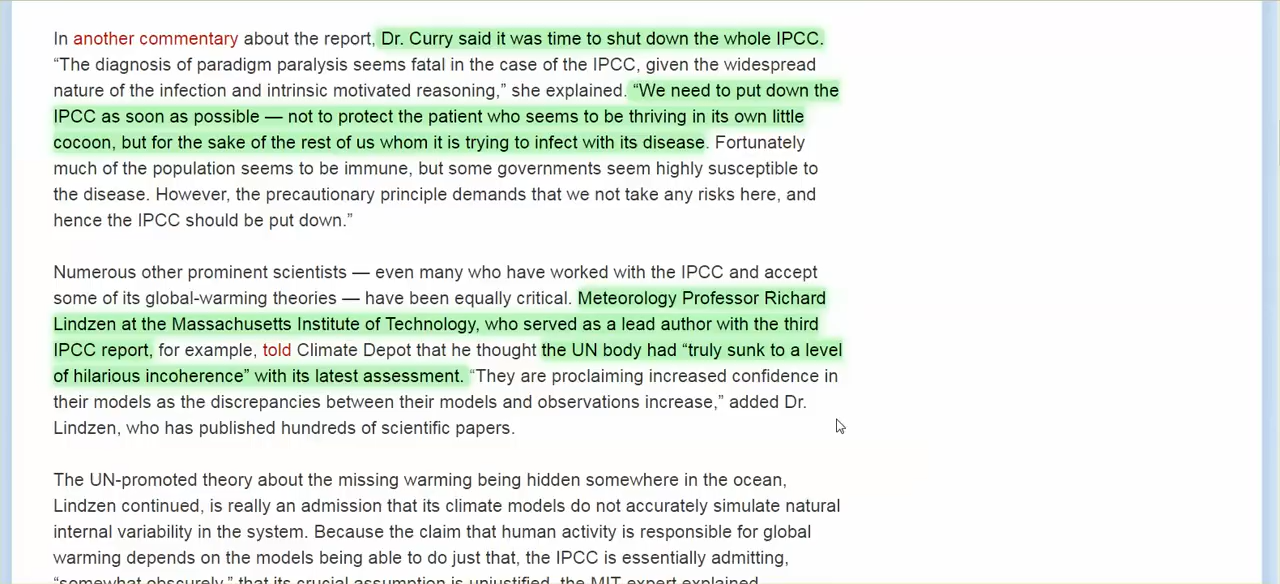 In another commentary about the report, Dr. Curry said it was time to shut down the whole IPCC.
“The diagnosis of paradigm paralysis seems fatal in the case of the IPCC, given the widespread
nature of the infection and intrinsic motivated reasoning,” she explained. “We need to put down the
IPCC as soon as possible — not to protect the patient who seems to be thriving in its own little
cocoon, but for the sake of the rest of us whom it is trying to infect with its disease. Fortunately
much of the population seems to be immune, but some governments seem highly susceptible to
the disease. However, the precautionary principle demands that we not take any risks here, and
hence the IPCC should be put down.”
Numerous other prominent scientists — even many who have worked with the IPCC and accept
some of its global-warming theories — have been equally critical. Meteorology Professor Richard
Lindzen at the Massachusetts Institute of Technology, who served as a lead author with the third
IPCC report, for example, told Climate Depot that he thought the UN body had “truly sunk to a level
of hilarious incoherence” with its latest assessment. “They are proclaiming increased confidence in
their models as the discrepancies between their models and observations increase,” added Dr.
Lindzen, who has published hundreds of scientific papers.
The UN-promoted theory about the missing warming being hidden somewhere in the ocean,
Lindzen continued, is really an admission that its climate models do not accurately simulate natural
internal variability in the system. Because the claim that human activity is responsible for global
warming depends on the models being able to do just that, the IPCC is essentially admitting,
“somewhat obscurely,” that its crucial assumption is unjustified, the MIT expert explained.